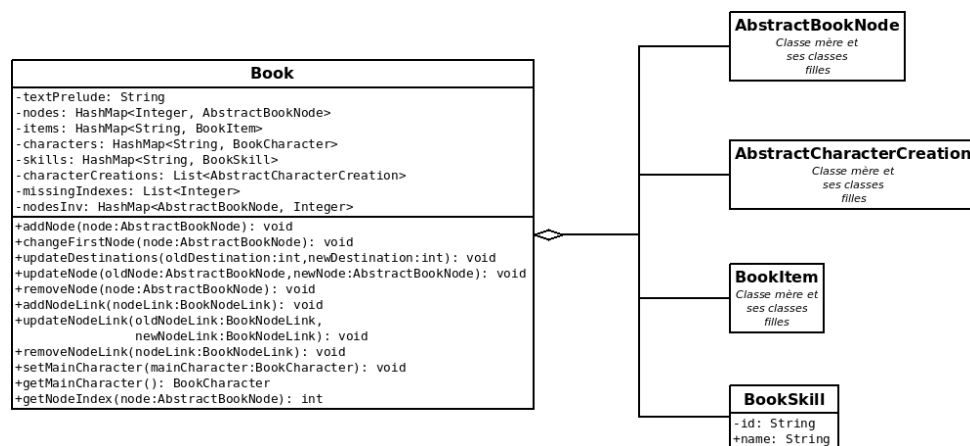 Book
-textPrelude: String
-nodes: HashMap<Integer, AbstractBookNode>
-items: HashMap<String, BookItem>
-characters: HashMap<String, BookCharacter>
-skills: HashMap<String, BookSkill>
-characterCreations: List<AbstractCharacterCreation>
-missingIndexes: List<Integer>
-nodesInv: HashMap<AbstractBookNode, Integer>
+addNode(node:AbstractBookNode): void
+changeFirstNode(node:AbstractBookNode): void
+updateDestinations(oldDestination:int,newDestination:int): void
+updateNode(oldNode:AbstractBookNode,newNode:AbstractBookNode): void
+removeNode(node:AbstractBookNode): void
+addNodeLink(nodeLink:BookNodeLink): void
+updateNodeLink(oldNodeLink:BookNodeLink,
newNodeLink:BookNodeLink): void
+removeNodeLink(nodeLink:BookNodeLink): void
+setMainCharacter(mainCharacter:BookCharacter): void
+getMainCharacter(): BookCharacter
+getNodeIndex(node:AbstractBookNode): int
AbstractBookNode
Classe mère et
ses classes
filles
AbstractCharacterCreation
Classe mère et
ses classes
filles
BookItem
Classe mère et
ses classes
filles
BookSkill
-id: String
+name: String